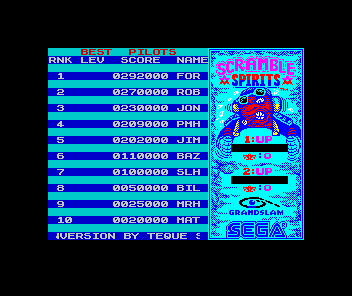 BEST PILOTS
RNK LEV SCORE NAME
1 0292000 FOR
2 0270000 ROB
3 0230000 JON
4 0209000 PMH
5 0202000 JIM
6 0110000 BAZ
7 0100000 SLH
8 0050000 BIL
9 0025000 MRH
10 0020000 MAT
VERSION BY TEQUE S
SCRAMBLE
SPIRITS
1:UP
:0
2:UP
:0
GRANDSLAM
SEGA